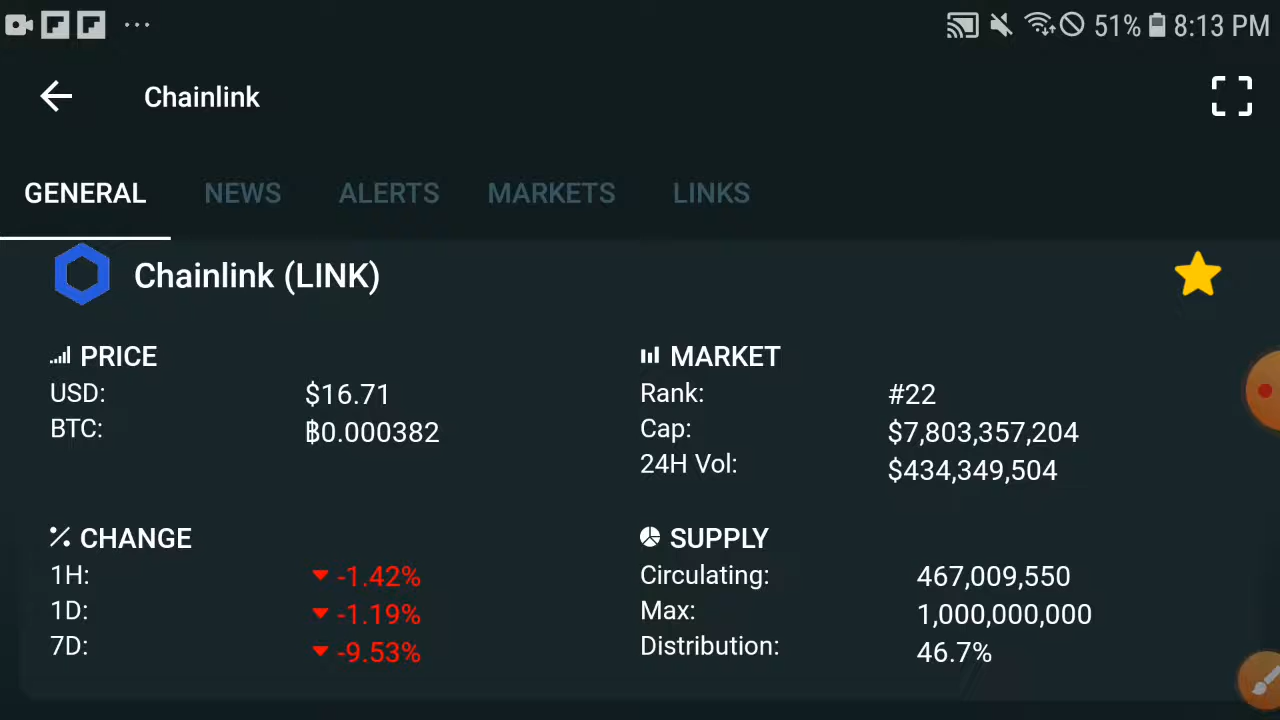 51% 8:13 PM
Chainlink
GENERAL NEWS ALERTS MARKETS LINKS
Chainlink (LINK)
PRICE
USD: $16.71
BTC: ฿0.000382
MARKET
Rank: #22
Cap: $7,803,357,204
24H Vol: $434,349,504
CHANGE
1H: -1.42%
1D: -1.19%
7D: -9.53%
SUPPLY
Circulating: 467,009,550
Max: 1,000,000,000
Distribution: 46.7%